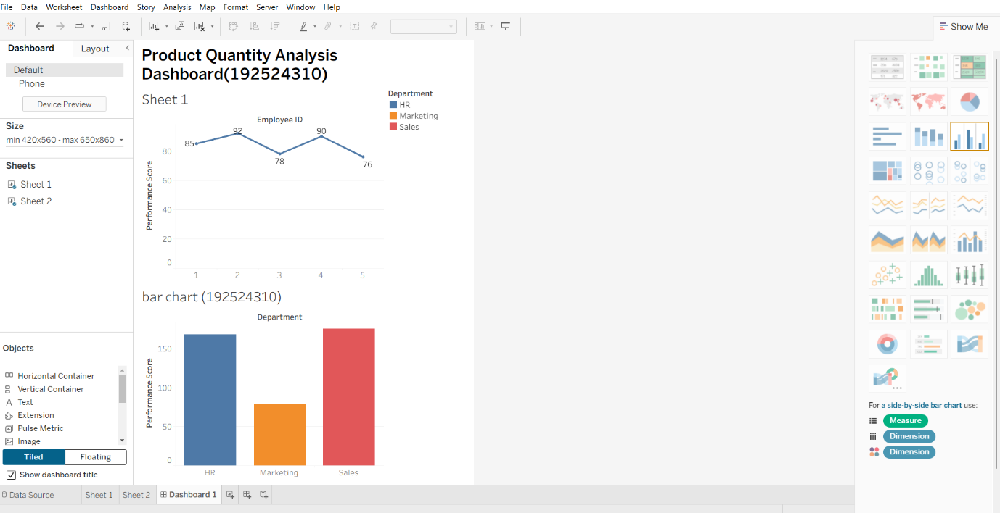 File Data Worksheet Dashboard Story Analysis Map Format Server Window Help
Show Me
Dashboard Layout
Default
Phone
Device Preview
Size
min 420x560 - max 650x860
Sheets
Sheet 1
Sheet 2
Objects
Horizontal Container
Vertical Container
Text
Extension
Pulse Metric
Image
Tiled Floating
Show dashboard title
Product Quantity Analysis
Dashboard(192524310)
Sheet 1
Employee ID
Performance Score
80
60
40
20
0
85 92 78 90 76
1 2 3 4 5
Department
HR
Marketing
Sales
bar chart (192524310)
Department
Performance Score
150
100
50
0
HR Marketing Sales
For a side-by-side bar chart use:
Measure
Dimension
Dimension
Data Source Sheet 1 Sheet 2 Dashboard 1